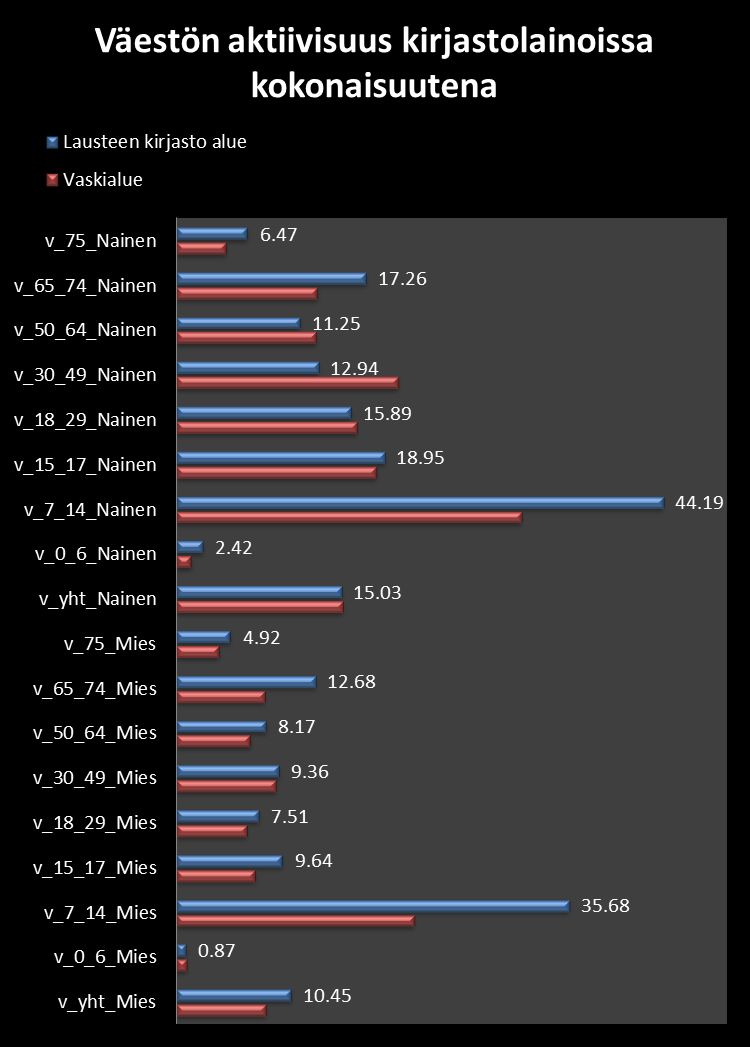 Väestön aktiivisuus kirjastolainoissa
kokonaisuutena
Lausteen kirjasto alue
Vaskialue
v_75_Nainen 6.47
v_65_74_Nainen 17.26
v_50_64_Nainen 11.25
v_30_49_Nainen 12.94
v_18_29_Nainen 15.89
v_15_17_Nainen 18.95
v_7_14_Nainen 44.19
v_0_6_Nainen 2.42
v_yht_Nainen 15.03
v_75_Mies 4.92
v_65_74_Mies 12.68
v_50_64_Mies 8.17
v_30_49_Mies 9.36
v_18_29_Mies 7.51
v_15_17_Mies 9.64
v_7_14_Mies 35.68
v_0_6_Mies 0.87
v_yht_Mies 10.45